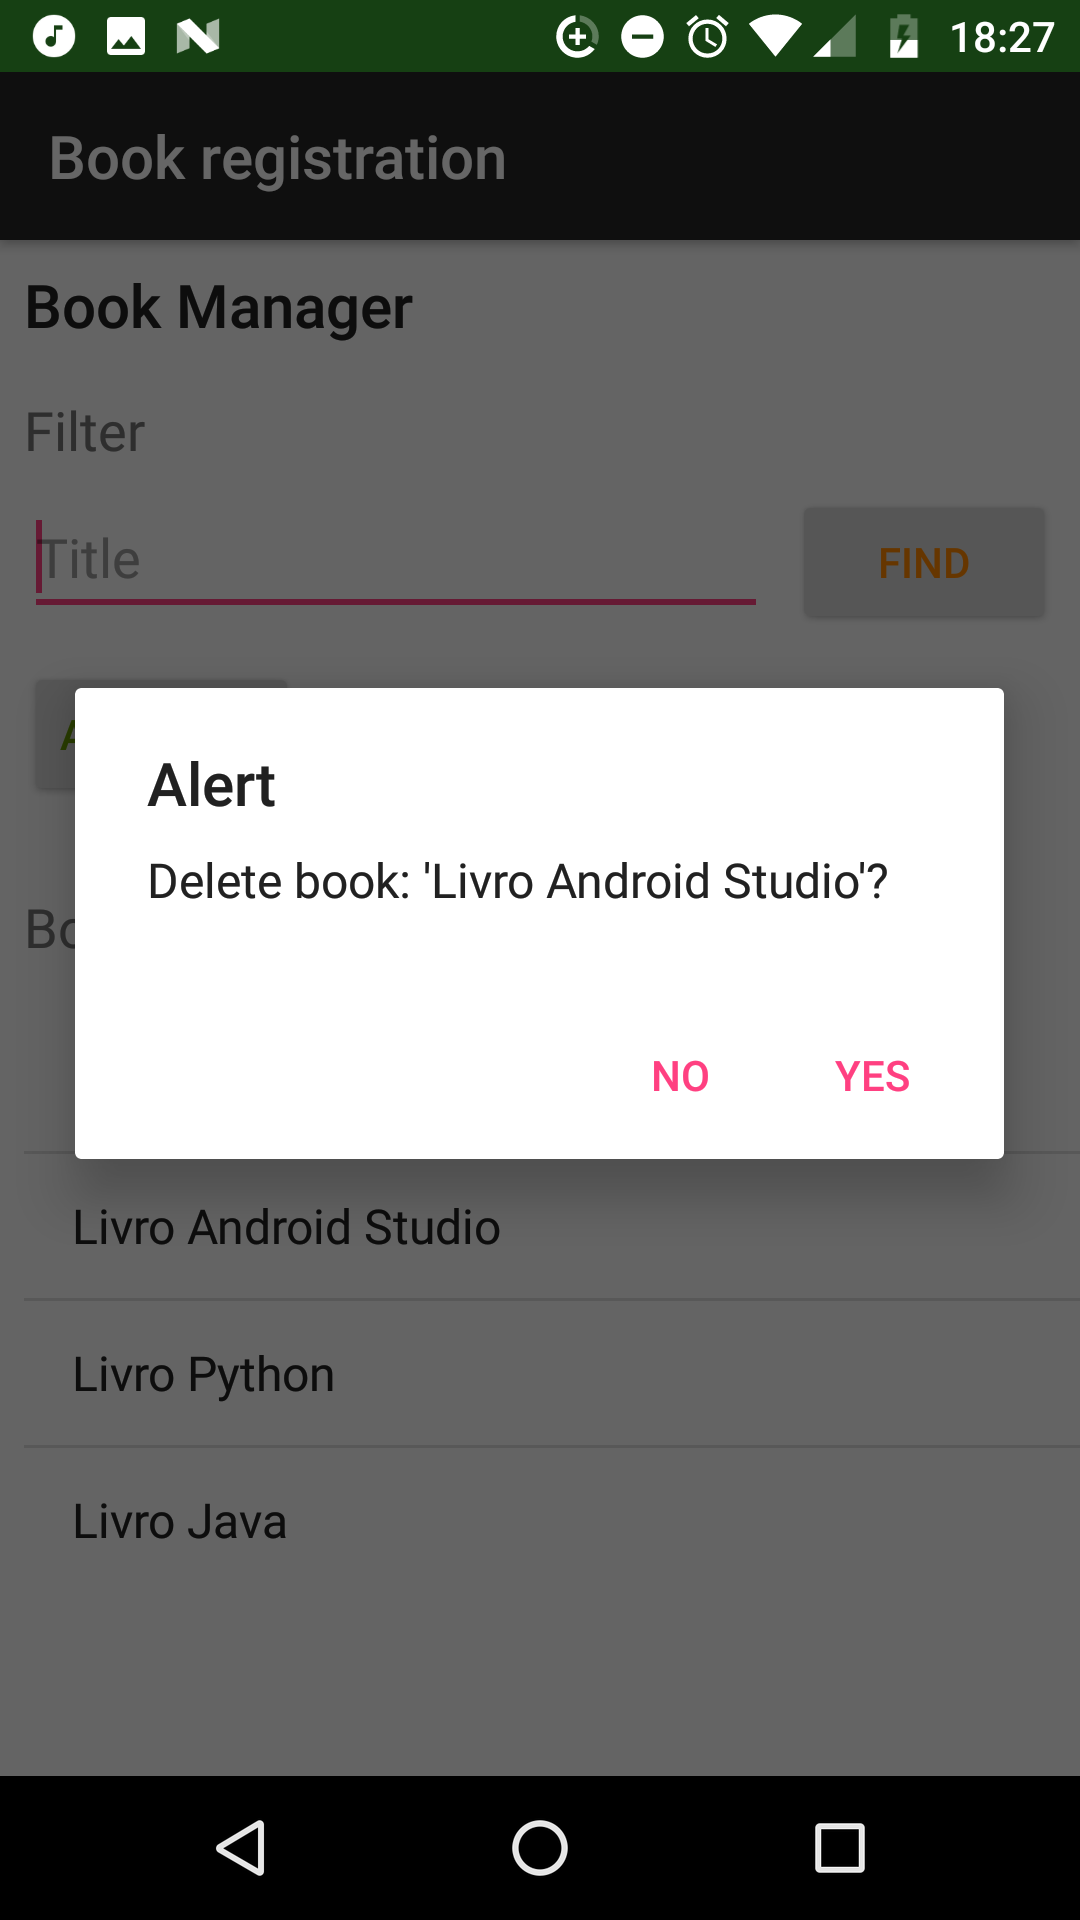 18:27
Book registration
Book Manager
Filter
Title
FIND
Alert
Delete book: 'Livro Android Studio'?
NO YES
Livro Android Studio
Livro Python
Livro Java